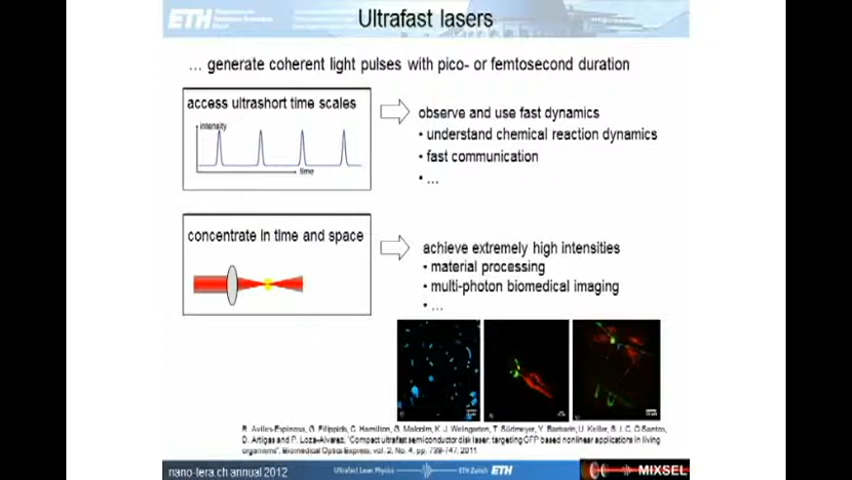 ETH
Ultrafast lasers
... generate coherent light pulses with pico- or femtosecond duration
access ultrashort time scales
intensity
time
observe and use fast dynamics
• understand chemical reaction dynamics
• fast communication
• ...
concentrate in time and space
achieve extremely high intensities
• material processing
• multi-photon biomedical imaging
• ...
R. Aviles-Espinosa, G. Filippidis, C. Hamilton, G. Malcolm, K. J. Weingarten, T. Südmeyer, Y. Barbarin, U. Keller, S. I. C. O Santos,
D. Artigas and P. Loza-Alvarez, "Compact ultrafast semiconductor disk laser: targeting GFP based nonlinear applications in living
organisms", Biomedical Optics Express, vol. 2, No. 4, pp. 739-747, 2011
nano-tera.ch annual 2012
Ultrafast Laser Physics
ETH Zurich
ETH
MIXSEL